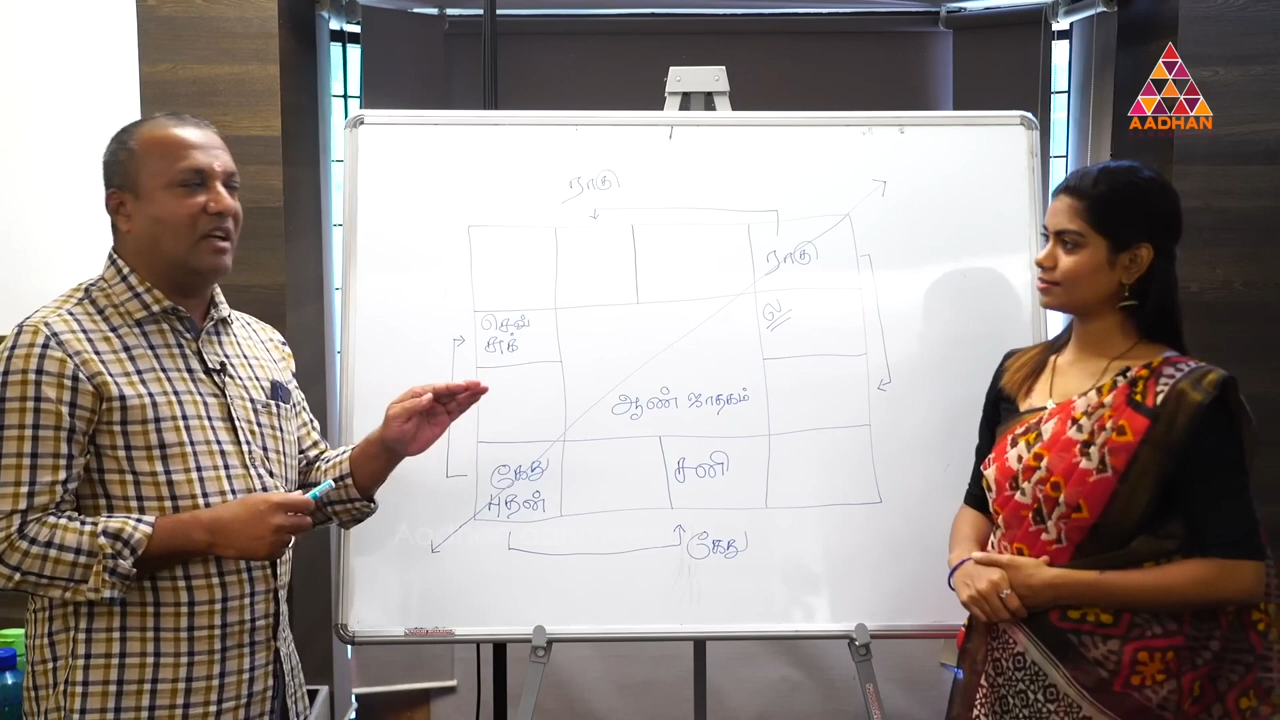 AADHAN
ராகு
ராகு
ல
செவ்
சுக்
ஆண் ஜாதகம்
கேது
புதன்
சனி
கேது